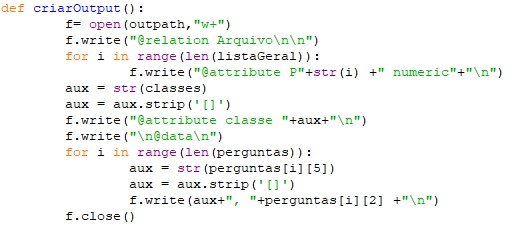 def criarOutput():
        f= open(outpath,"w+")
        f.write("@relation Arquivo\n\n")
        for i in range(len(listaGeral)):
                f.write("@attribute P"+str(i) +" numeric"+"\n")
        aux = str(classes)
        aux = aux.strip('[]')
        f.write("@attribute classe "+aux+"\n")
        f.write("\n@data\n")
        for i in range(len(perguntas)):
                aux = str(perguntas[i][5])
                aux = aux.strip('[]')
                f.write(aux+", "+perguntas[i][2] +"\n")
        f.close()